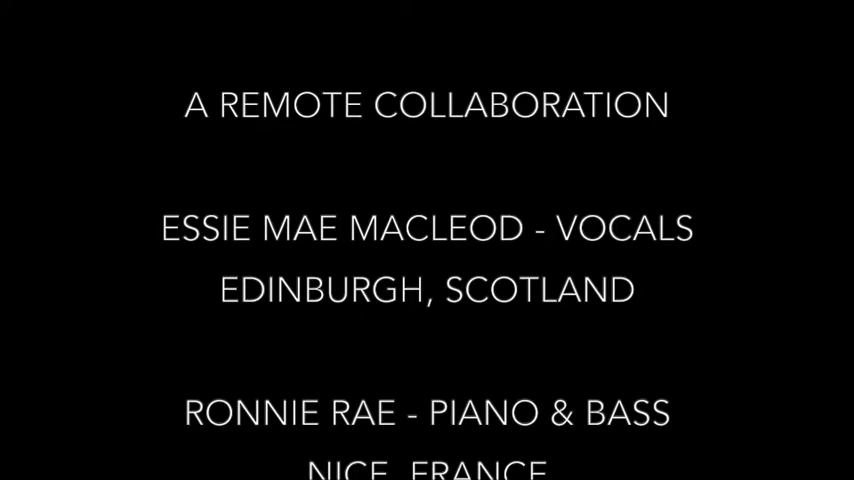 A REMOTE COLLABORATION
ESSIE MAE MACLEOD - VOCALS
EDINBURGH, SCOTLAND
RONNIE RAE - PIANO & BASS
NICE, FRANCE